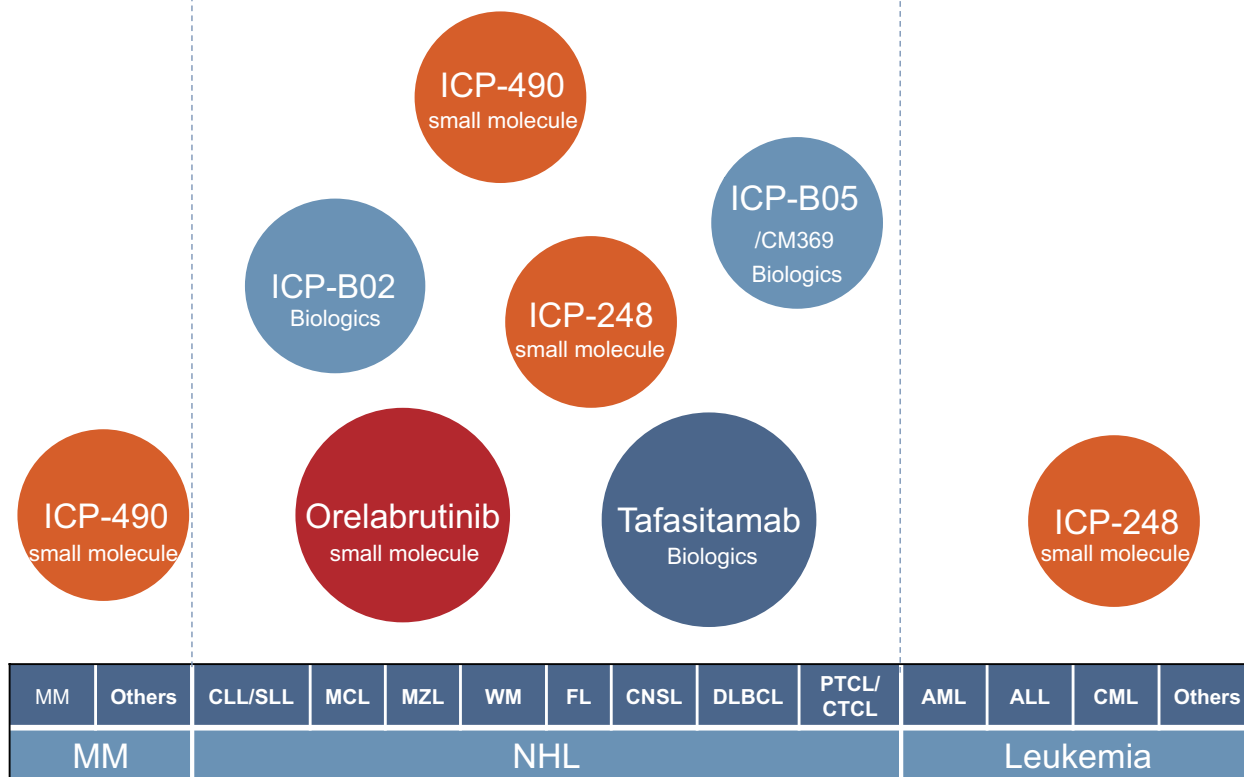 ICP-490
small molecule
ICP-B05
/CM369
Biologics
ICP-B02
Biologics
ICP-248
small molecule
ICP-490
small molecule
Orelabrutinib
small molecule
Tafasitamab
Biologics
ICP-248
small molecule
MM
Others
CLL/SLL
MCL
MZL
WM
FL
CNSL
DLBCL
PTCL/
CTCL
AML
ALL
CML
Others
MM
NHL
Leukemia